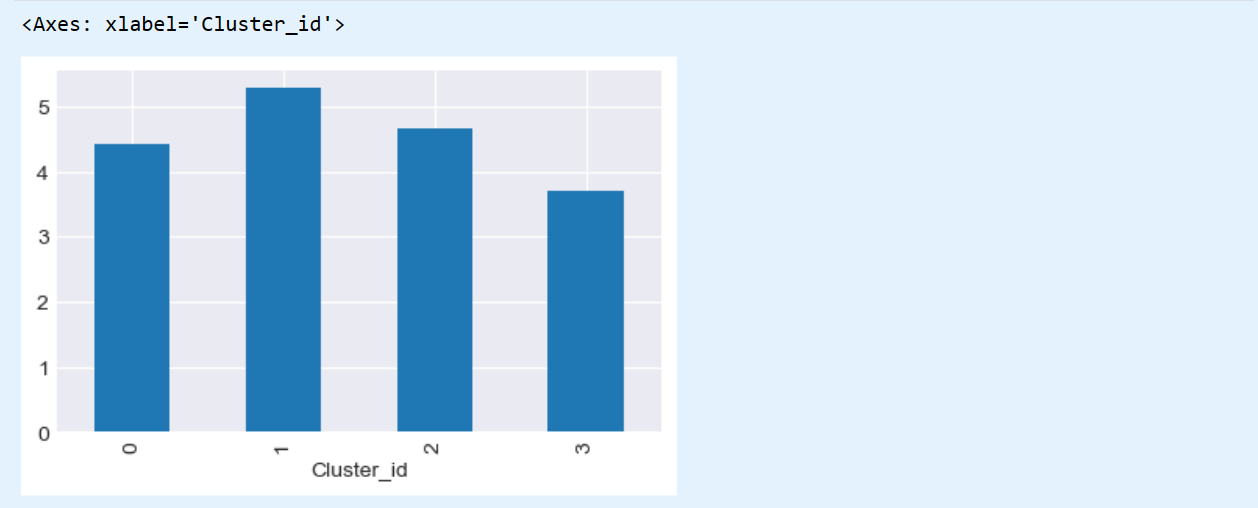 <Axes: xlabel='Cluster_id'>
5
4
3
2
1
0
0 1 2 3
Cluster_id